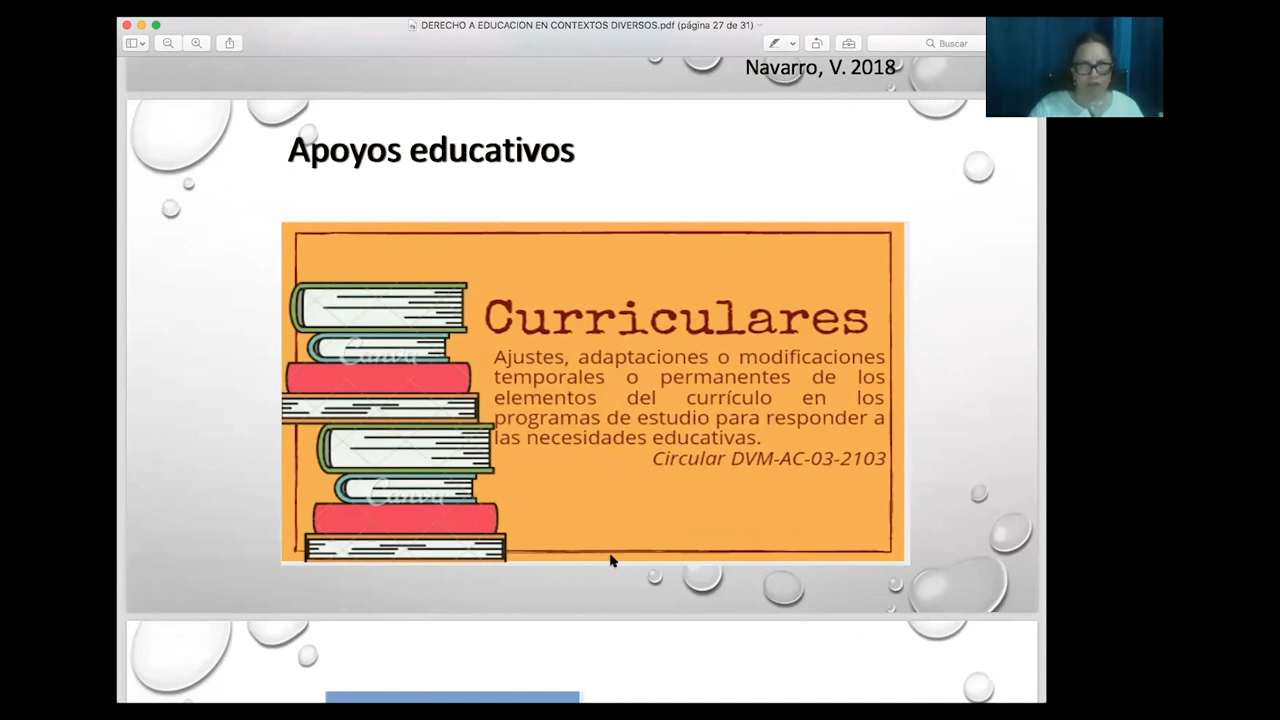 DERECHO A EDUCACION EN CONTEXTOS DIVERSOS.pdf (página 27 de 31)
Buscar
Navarro, V. 2018
Apoyos educativos
Curriculares
Ajustes, adaptaciones o modificaciones
temporales o permanentes de los
elementos del currículo en los
programas de estudio para responder a
las necesidades educativas.
Circular DVM-AC-03-2103
Canva
Canva